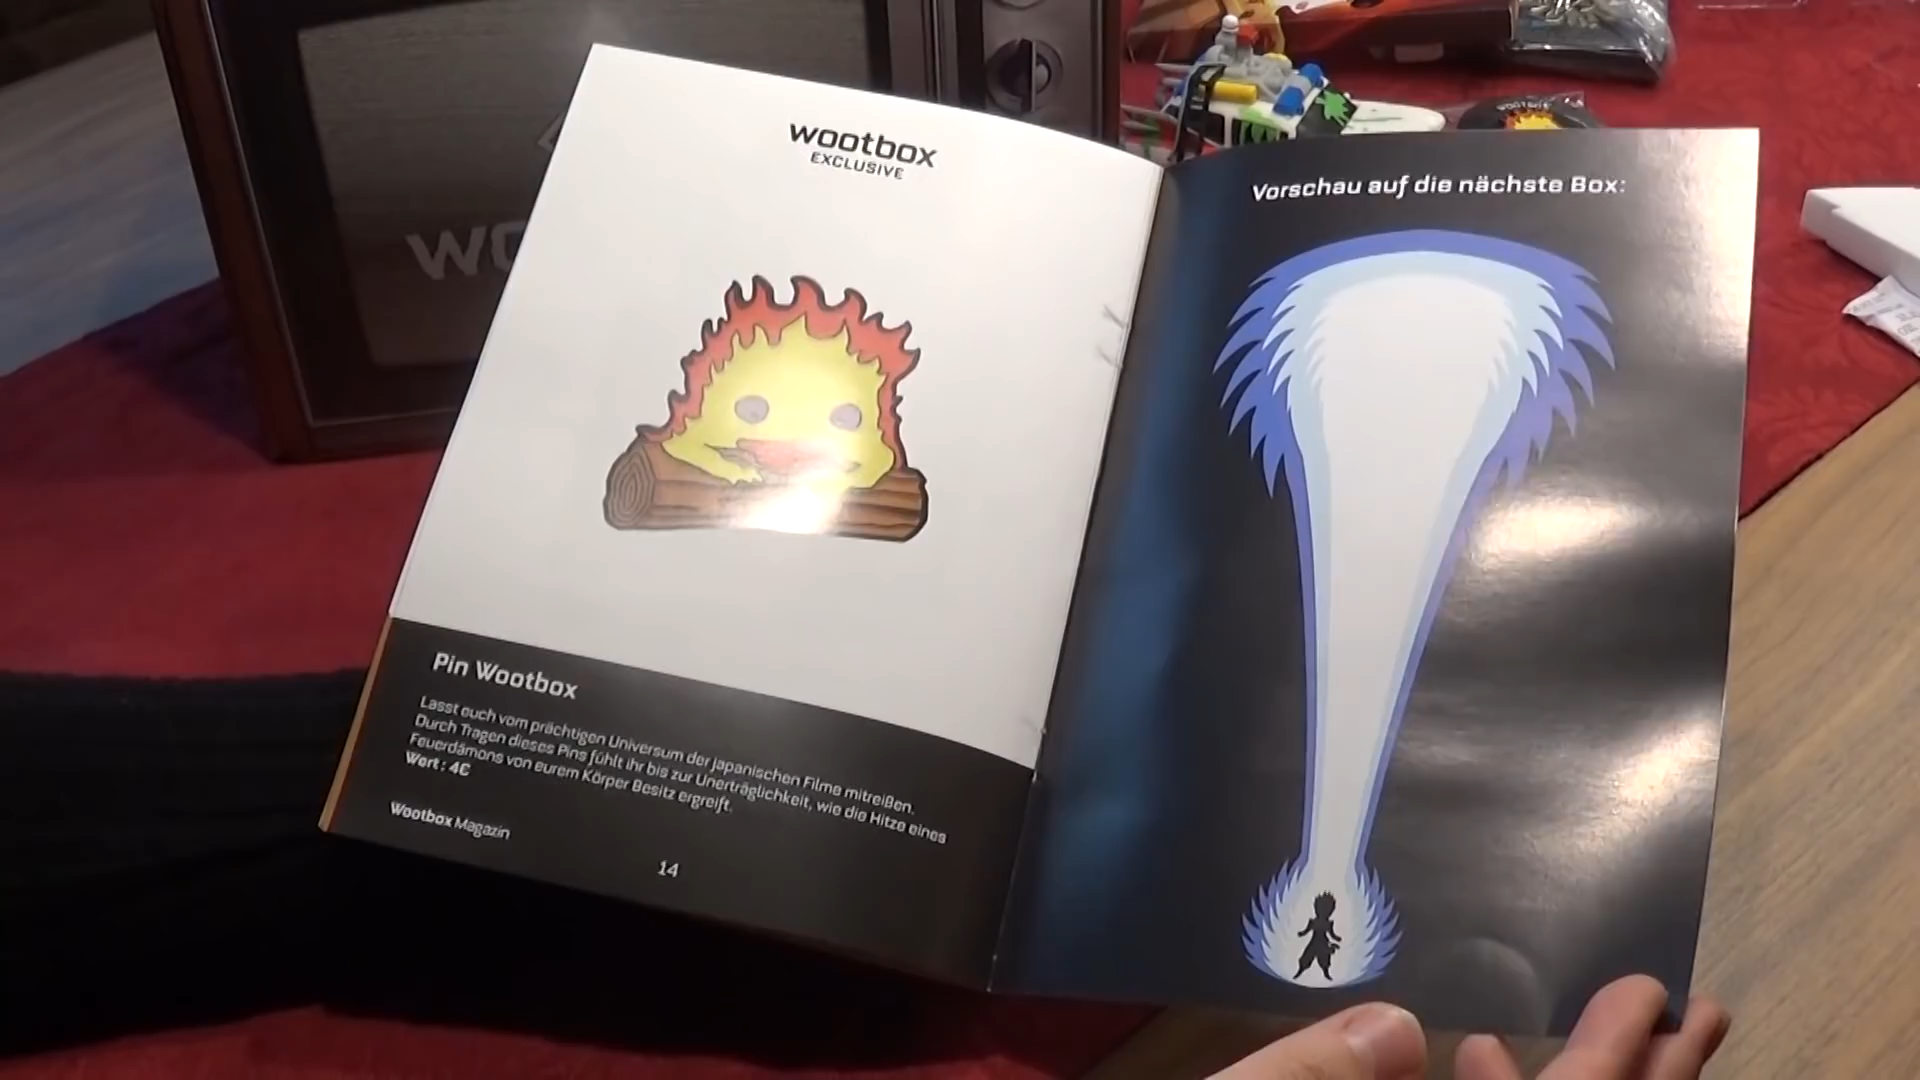 wootbox
EXCLUSIVE
Pin Wootbox
Lasst euch vom prächtigen Universum der japanischen Filme mitreißen.
Durch Tragen dieses Pins fühlt ihr bis zur Unerträglichkeit, wie die Hitze eines
Feuerdämons von eurem Körper Besitz ergreift.
Wert : 4€
Wootbox Magazin
14
Vorschau auf die nächste Box:
WO